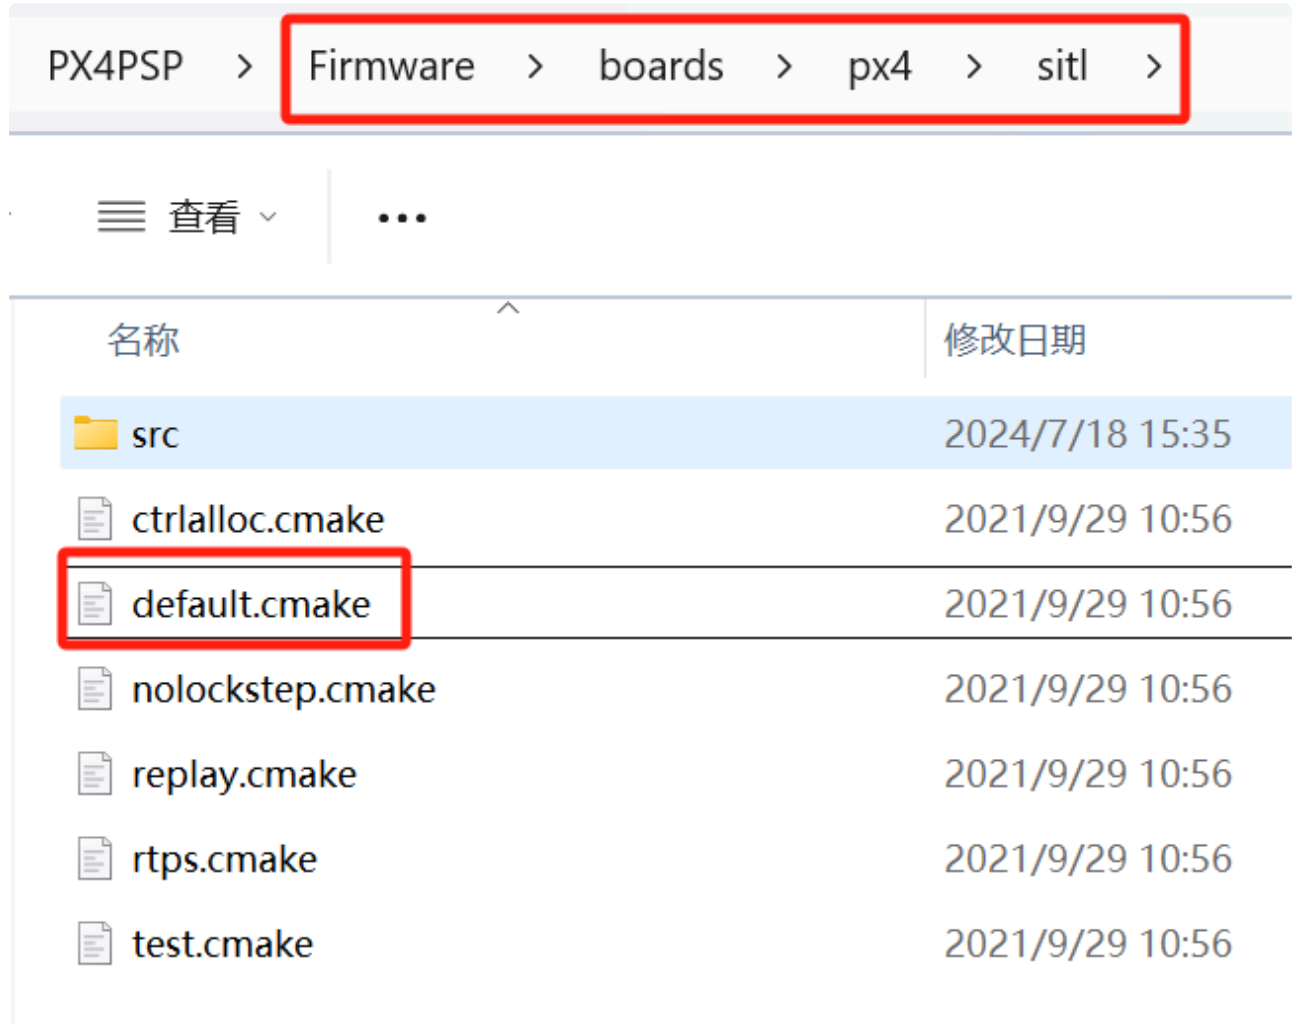 PX4PSP > Firmware > boards > px4 > sitl >
查看
名称 修改日期
src 2024/7/18 15:35
ctrlalloc.cmake 2021/9/29 10:56
default.cmake 2021/9/29 10:56
nolockstep.cmake 2021/9/29 10:56
replay.cmake 2021/9/29 10:56
rtps.cmake 2021/9/29 10:56
test.cmake 2021/9/29 10:56